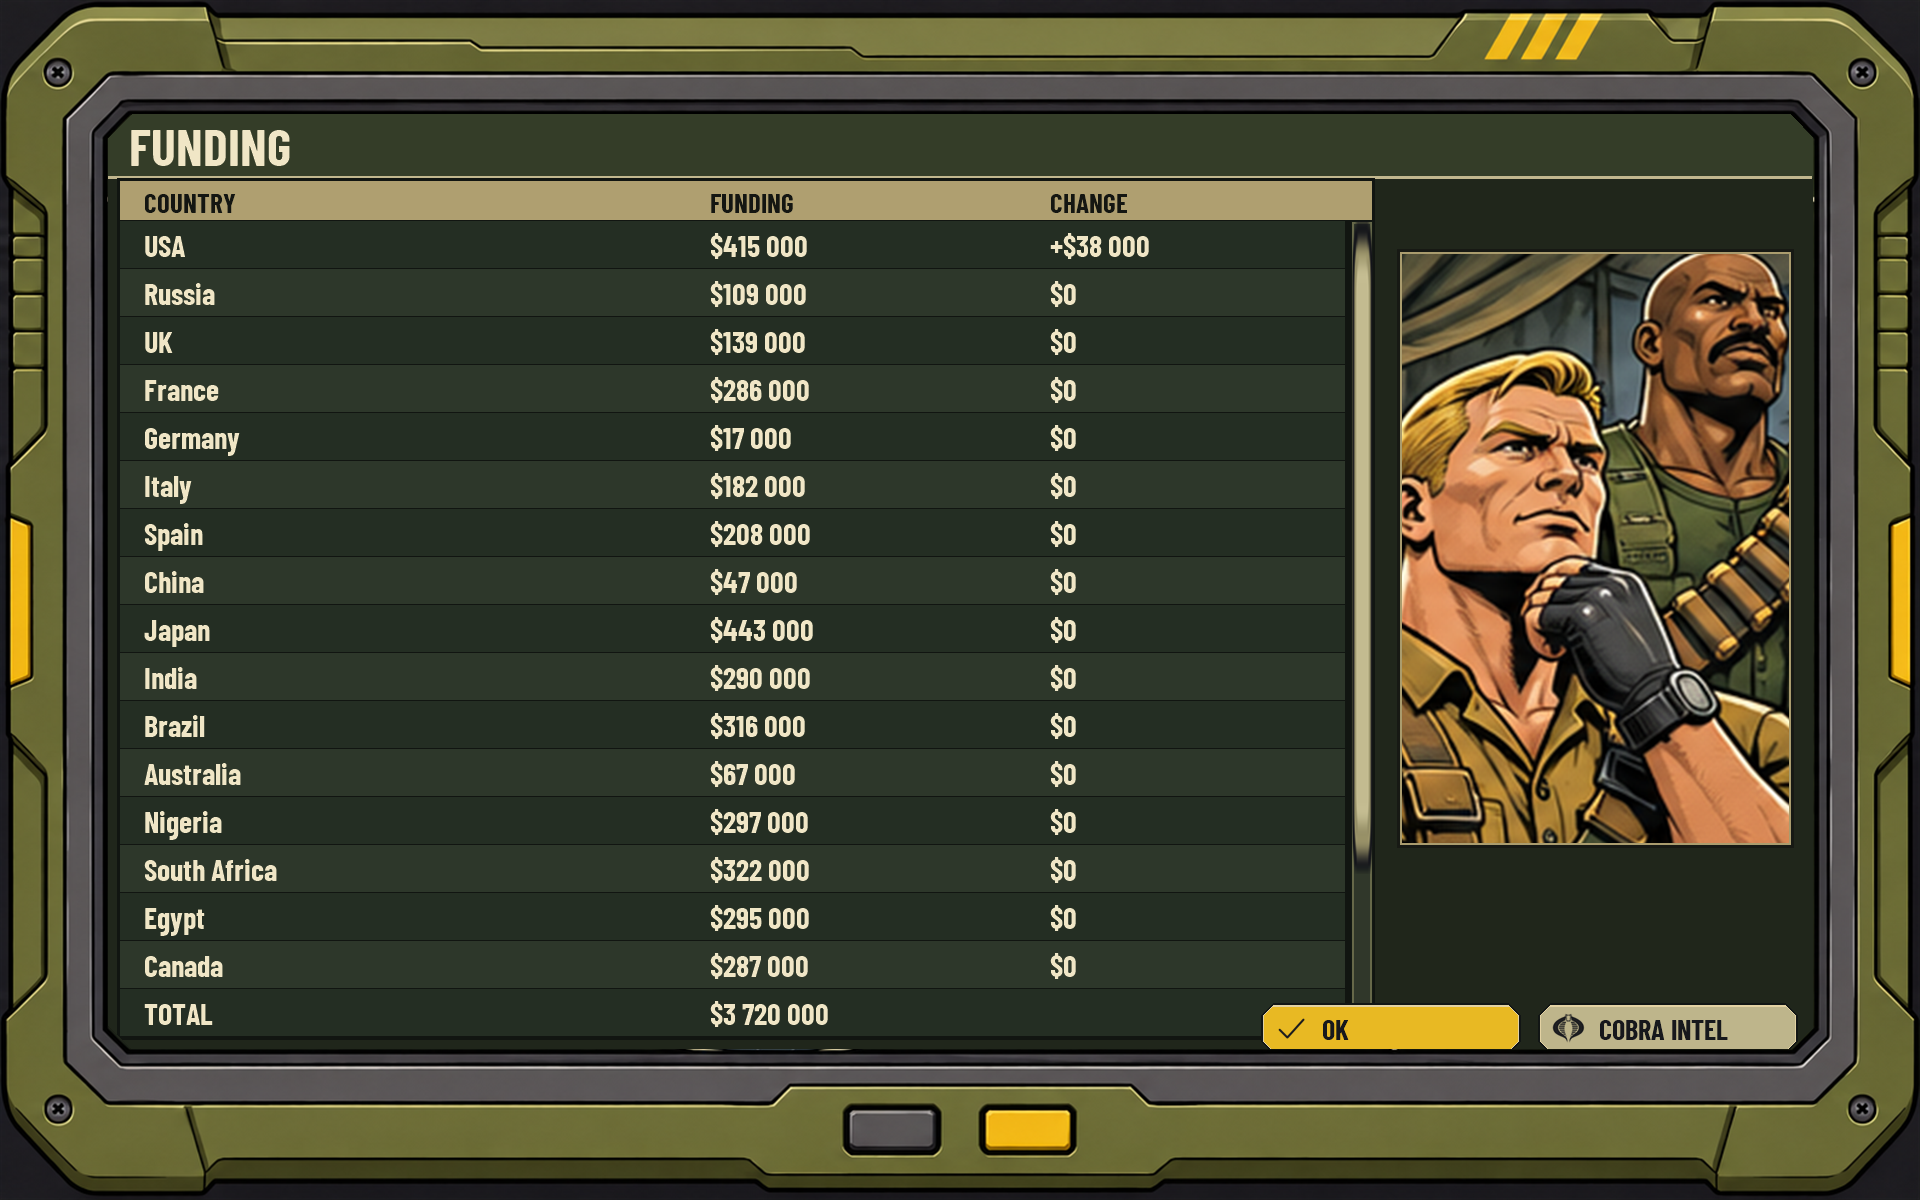 FUNDING
COUNTRY FUNDING CHANGE
USA $415 000 +$38 000
Russia $109 000 $0
UK $139 000 $0
France $286 000 $0
Germany $17 000 $0
Italy $182 000 $0
Spain $208 000 $0
China $47 000 $0
Japan $443 000 $0
India $290 000 $0
Brazil $316 000 $0
Australia $67 000 $0
Nigeria $297 000 $0
South Africa $322 000 $0
Egypt $295 000 $0
Canada $287 000 $0
TOTAL $3 720 000
OK COBRA INTEL